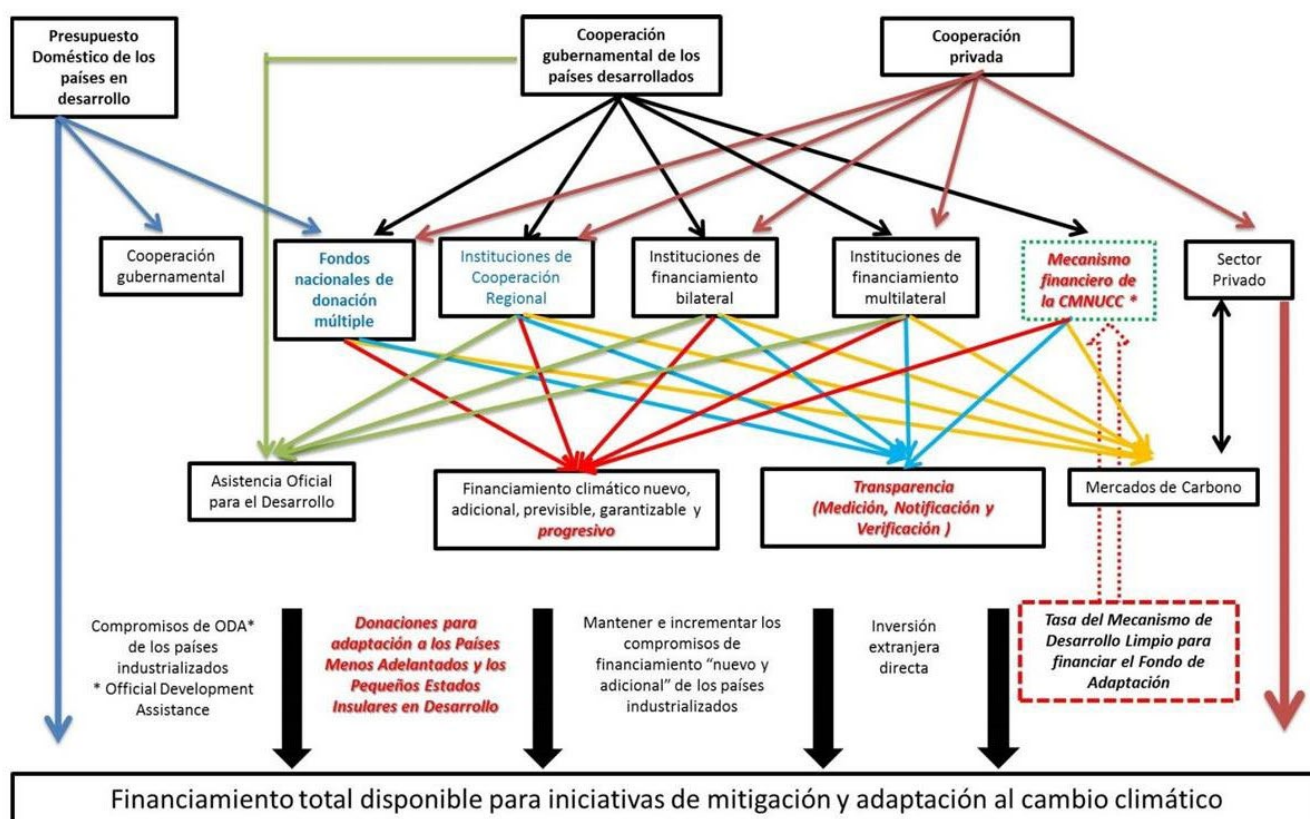 Presupuesto
Doméstico de los
países en
desarrollo
Cooperación
gubernamental de los
países desarrollados
Cooperación
privada
Cooperación
gubernamental
Fondos
nacionales de
donación
múltiple
Instituciones de
Cooperación
Regional
Instituciones de
financiamiento
bilateral
Instituciones de
financiamiento
multilateral
Mecanismo
financiero de
la CMNUCC *
Sector
Privado
Asistencia Oficial
para el Desarrollo
Financiamiento climático nuevo,
adicional, previsible, garantizable y
progresivo
Transparencia
(Medición, Notificación y
Verificación )
Mercados de Carbono
Compromisos de ODA*
de los países
industrializados
* Official Development
Assistance
Donaciones para
adaptación a los Países
Menos Adelantados y los
Pequeños Estados
Insulares en Desarrollo
Mantener e incrementar los
compromisos de
financiamiento “nuevo y
adicional” de los países
industrializados
Inversión
extranjera
directa
Tasa del Mecanismo de
Desarrollo Limpio para
financiar el Fondo de
Adaptación
Financiamiento total disponible para iniciativas de mitigación y adaptación al cambio climático